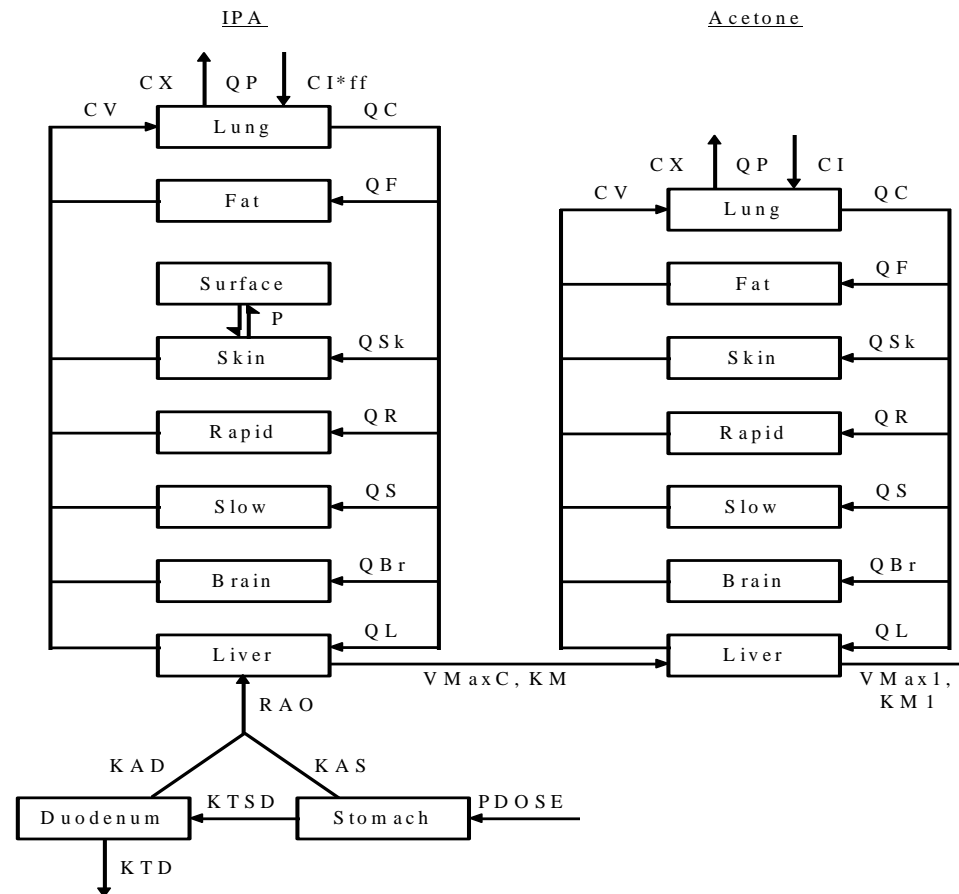 IPA
CX QP CI*ff
CV QC
Lung
QF
Fat
Surface
P
QSk
Skin
QR
Rapid
QS
Slow
QBr
Brain
QL
Liver
VMaxC, KM
RAO
KAD KAS
KTSD PDOSE
Duodenum Stomach
KTD
Acetone
CX QP CI
CV QC
Lung
QF
Fat
QSk
Skin
QR
Rapid
QS
Slow
QBr
Brain
QL
Liver
VMax1,
KM1